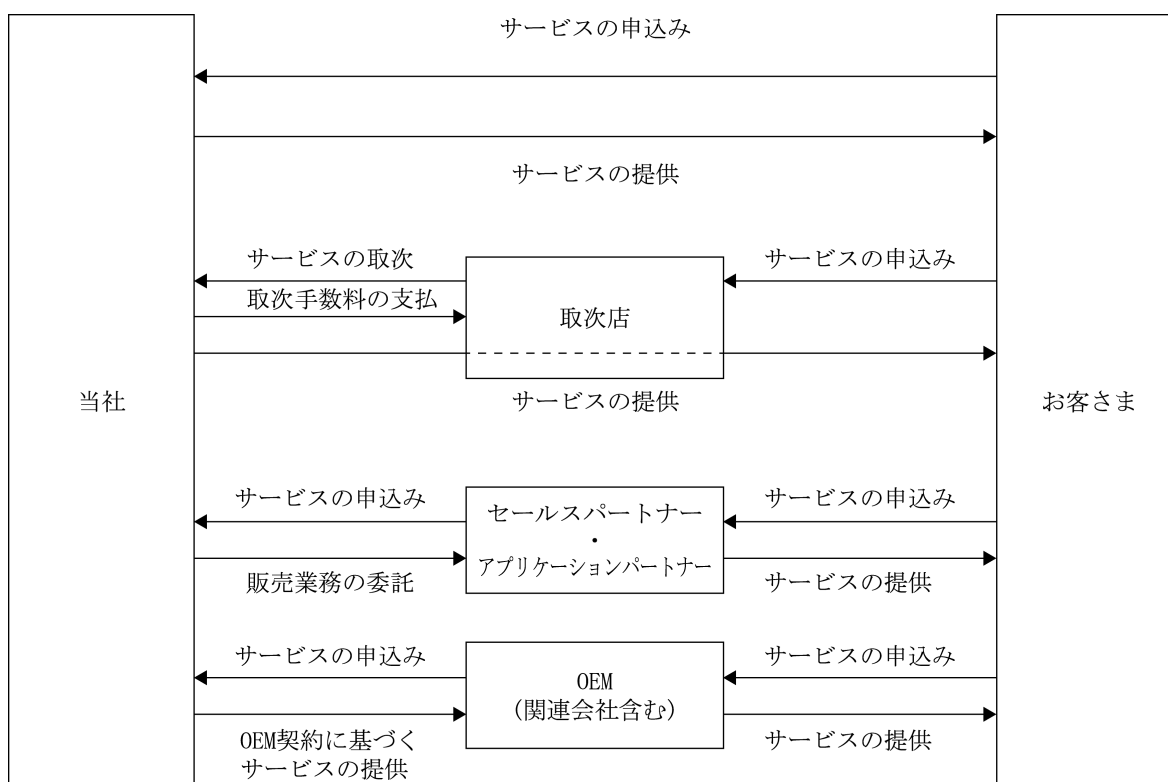 サービスの申込み
サービスの提供
サービスの取次
サービスの申込み
取次手数料の支払
取次店
当社
サービスの提供
お客さま
サービスの申込み
セールスパートナー
・
アプリケーションパートナー
サービスの申込み
販売業務の委託
サービスの提供
サービスの申込み
OEM
(関連会社含む)
サービスの申込み
OEM契約に基づく
サービスの提供
サービスの提供